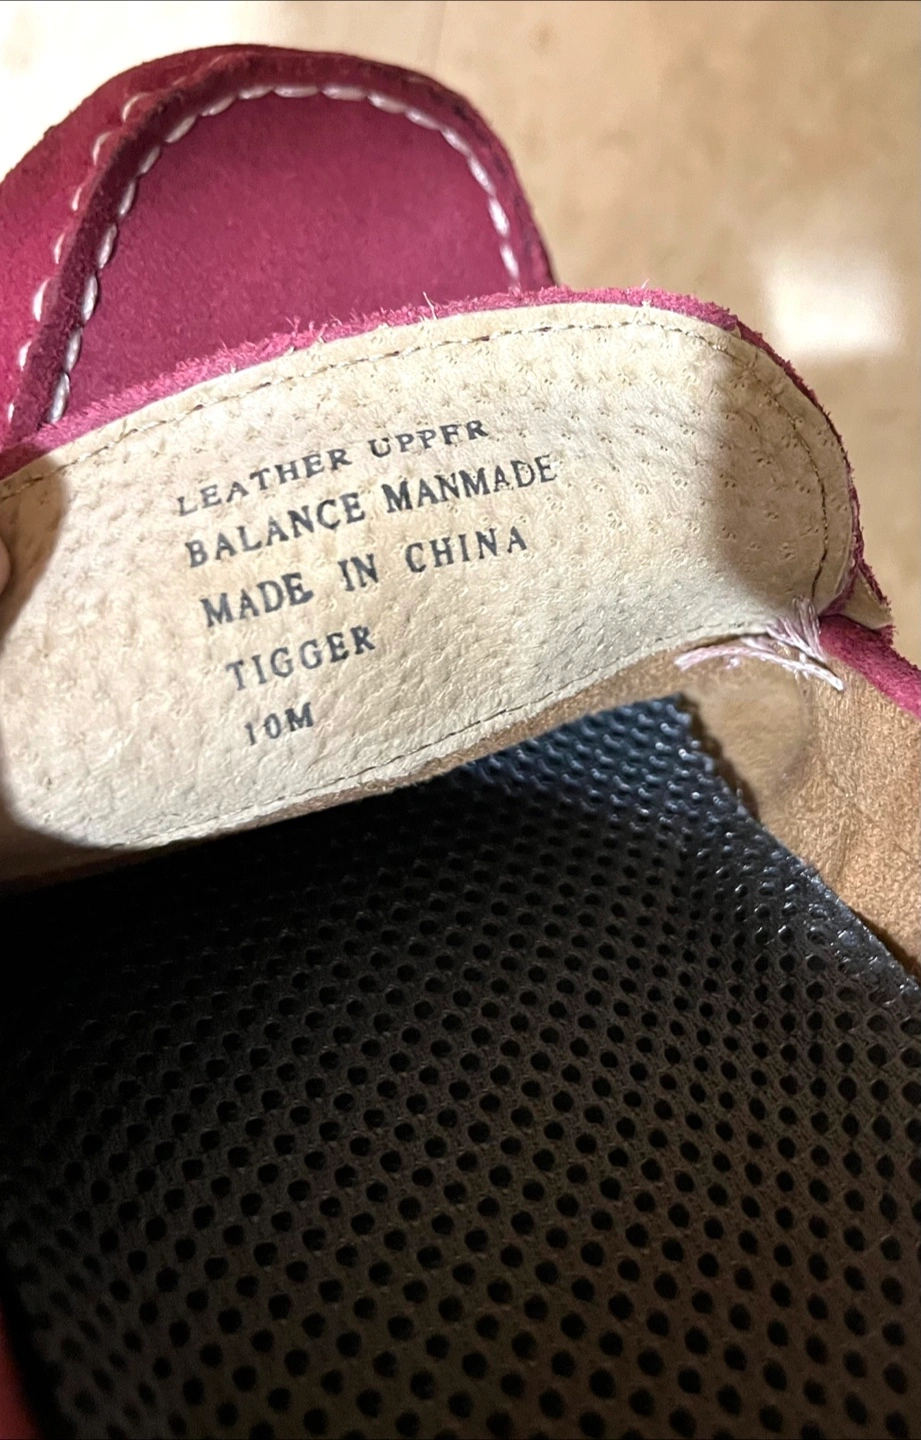 LEATHER UPPER
BALANCE MANMADE
MADE IN CHINA
TIGGER
10M